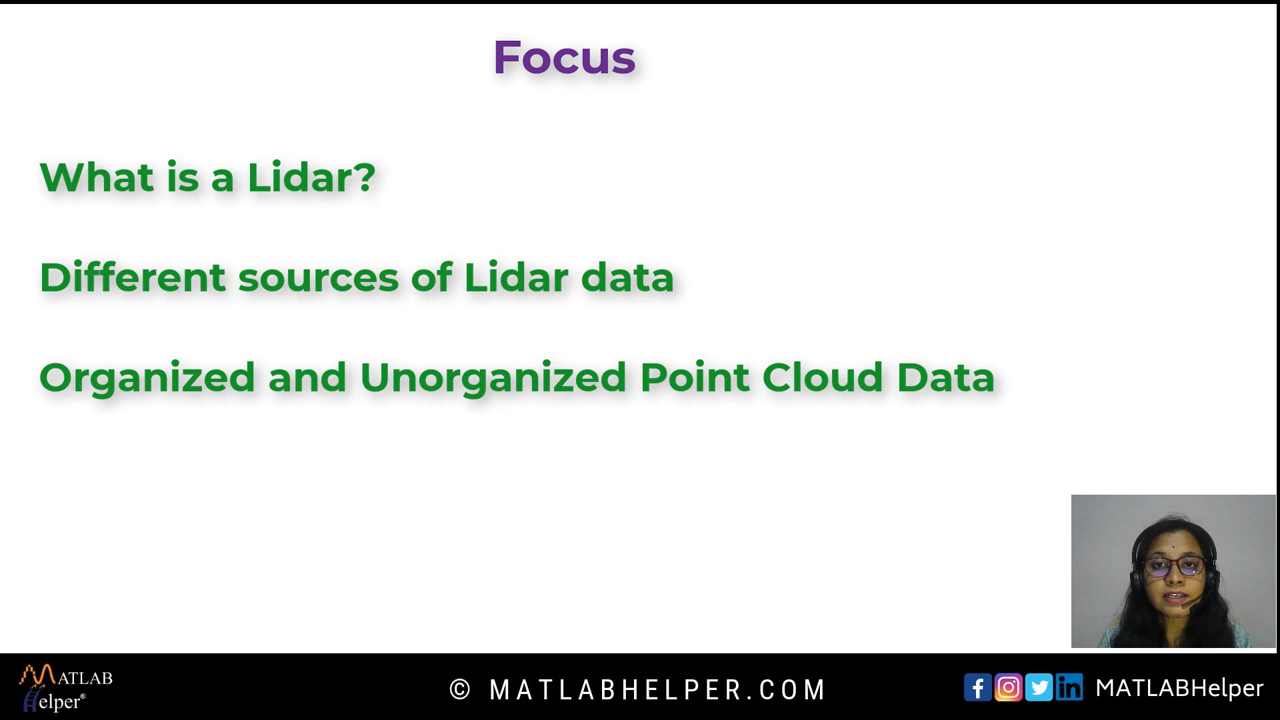 Focus
What is a Lidar?
Different sources of Lidar data
Organized and Unorganized Point Cloud Data
MATLAB
Helper®
© MATLABHELPER.COM
MATLABHelper